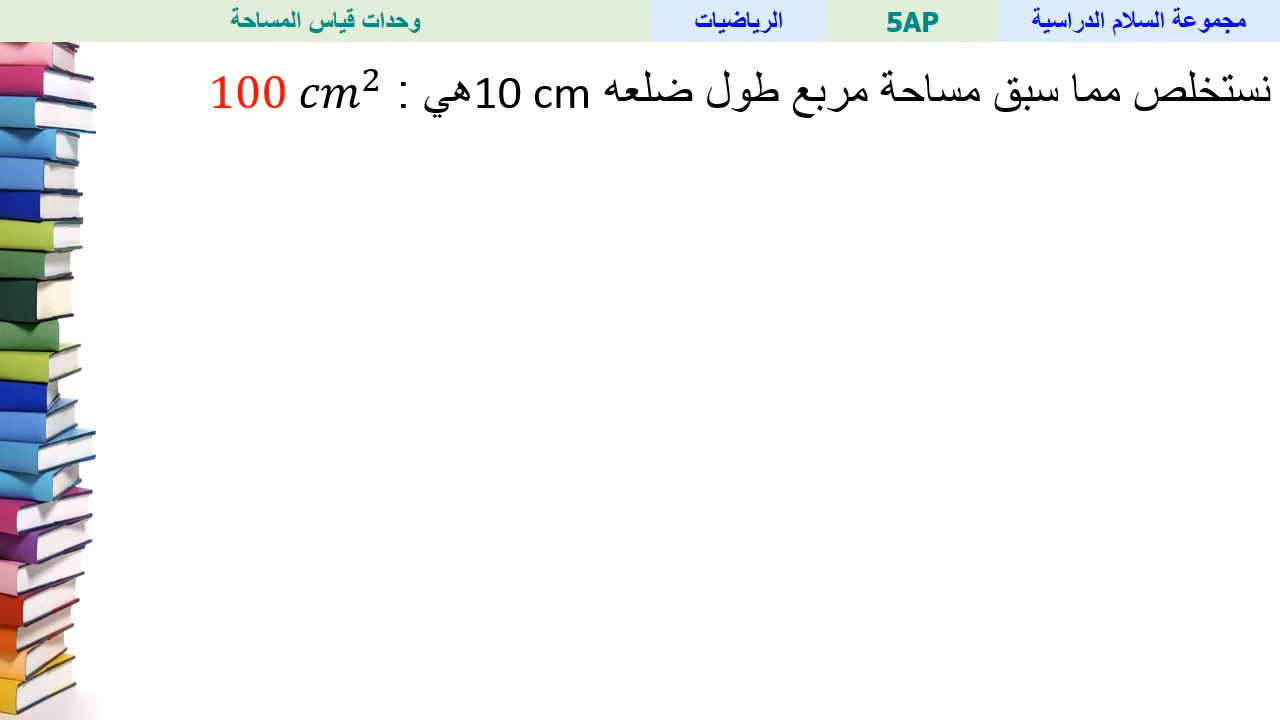 مجموعة السلام الدراسية 5AP الرياضيات وحدات قياس المساحة
نستخلص مما سبق مساحة مربع طول ضلعه 10 cm هي : 100 cm²